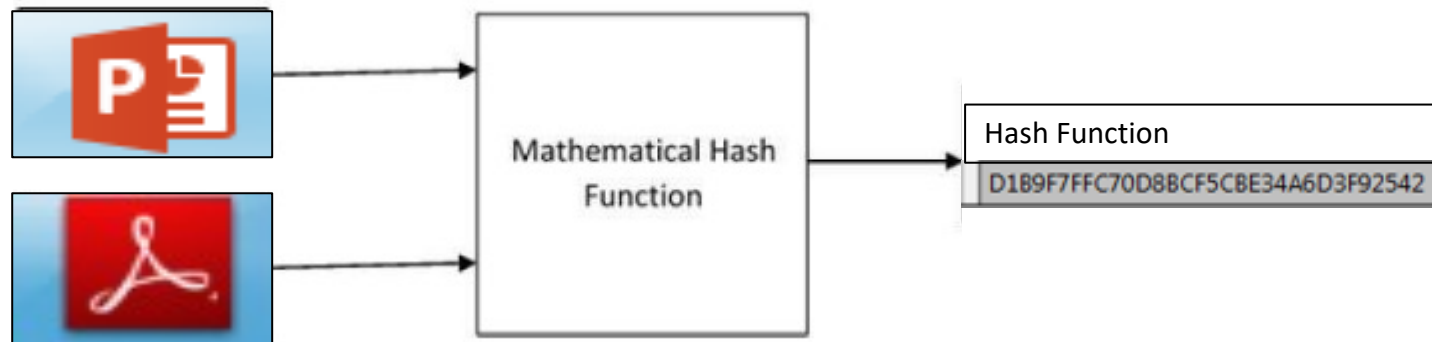 P
Mathematical Hash
Function
Hash Function
D1B9F7FFC70D8BCF5CBE34A6D3F92542